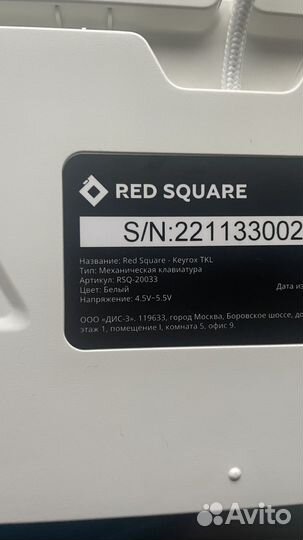 RED SQUARE
S/N:221133002
Название: Red Square - Keyrox TKL
Тип: Механическая клавиатура
Артикул: RSQ-20033
Цвет: Белый
Дата из
Напряжение: 4.5V~5.5V
ООО «ДИС-3». 119633, город Москва, Боровское шоссе, до
этаж 1, помещение I, комната 5, офис 9.
Avito